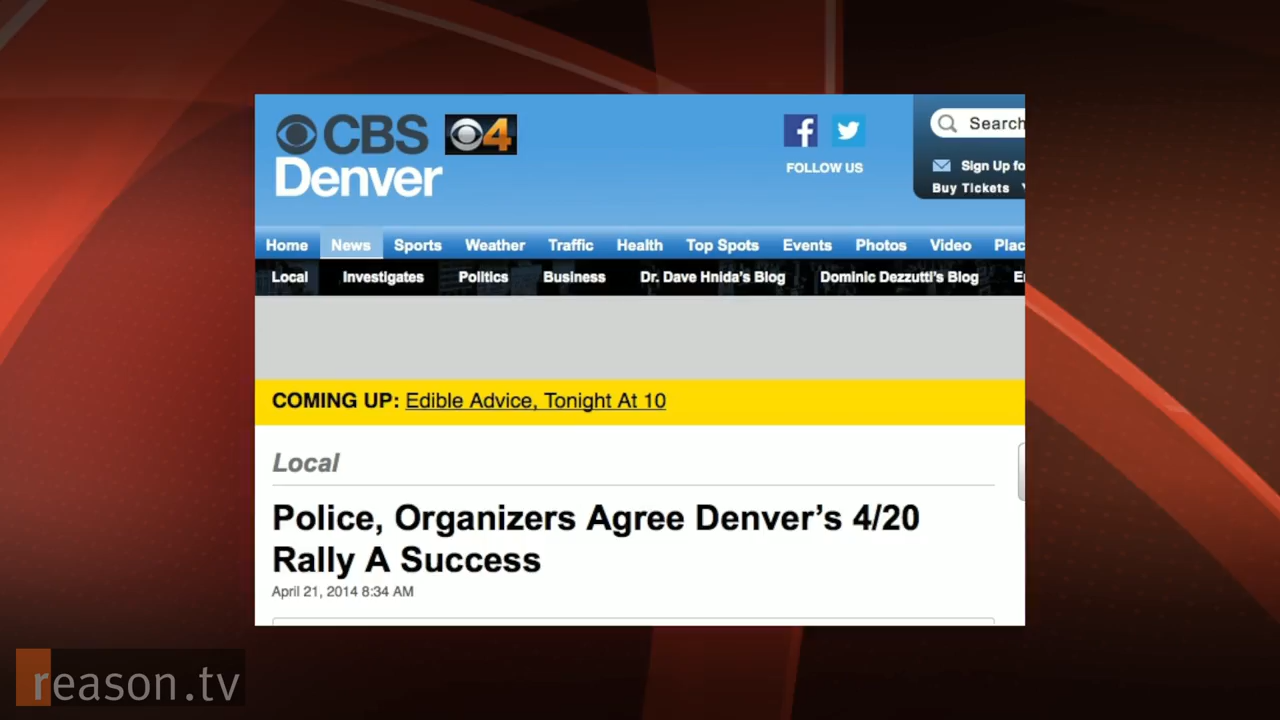 CBS 4
Denver
FOLLOW US
Search
Sign Up fo
Buy Tickets
Home News Sports Weather Traffic Health Top Spots Events Photos Video Plac
Local Investigates Politics Business Dr. Dave Hnida's Blog Dominic Dezzutti's Blog
COMING UP: Edible Advice, Tonight At 10
Local
Police, Organizers Agree Denver's 4/20
Rally A Success
April 21, 2014 8:34 AM
reason.tv